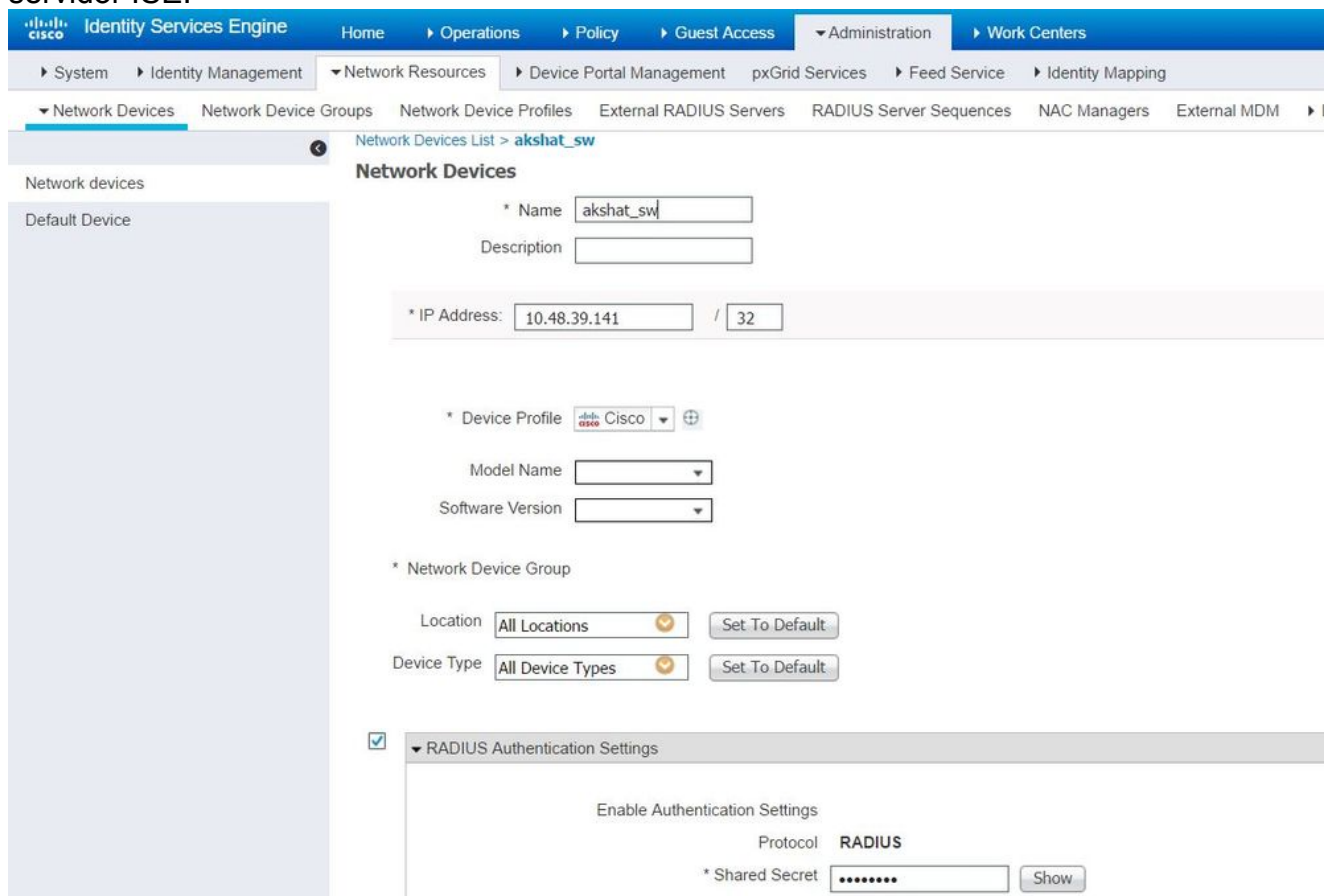 servidor ISE.
cisco Identity Services Engine Home Operations Policy Guest Access Administration Work Centers
System Identity Management Network Resources Device Portal Management pxGrid Services Feed Service Identity Mapping
Network Devices Network Device Groups Network Device Profiles External RADIUS Servers RADIUS Server Sequences NAC Managers External MDM
Network Devices List > akshat_sw
Network devices
Default Device
Network Devices
* Name akshat_sw
Description
* IP Address: 10.48.39.141 / 32
* Device Profile cisco Cisco
Model Name
Software Version
* Network Device Group
Location All Locations Set To Default
Device Type All Device Types Set To Default
RADIUS Authentication Settings
Enable Authentication Settings
Protocol RADIUS
* Shared Secret •••••••• Show